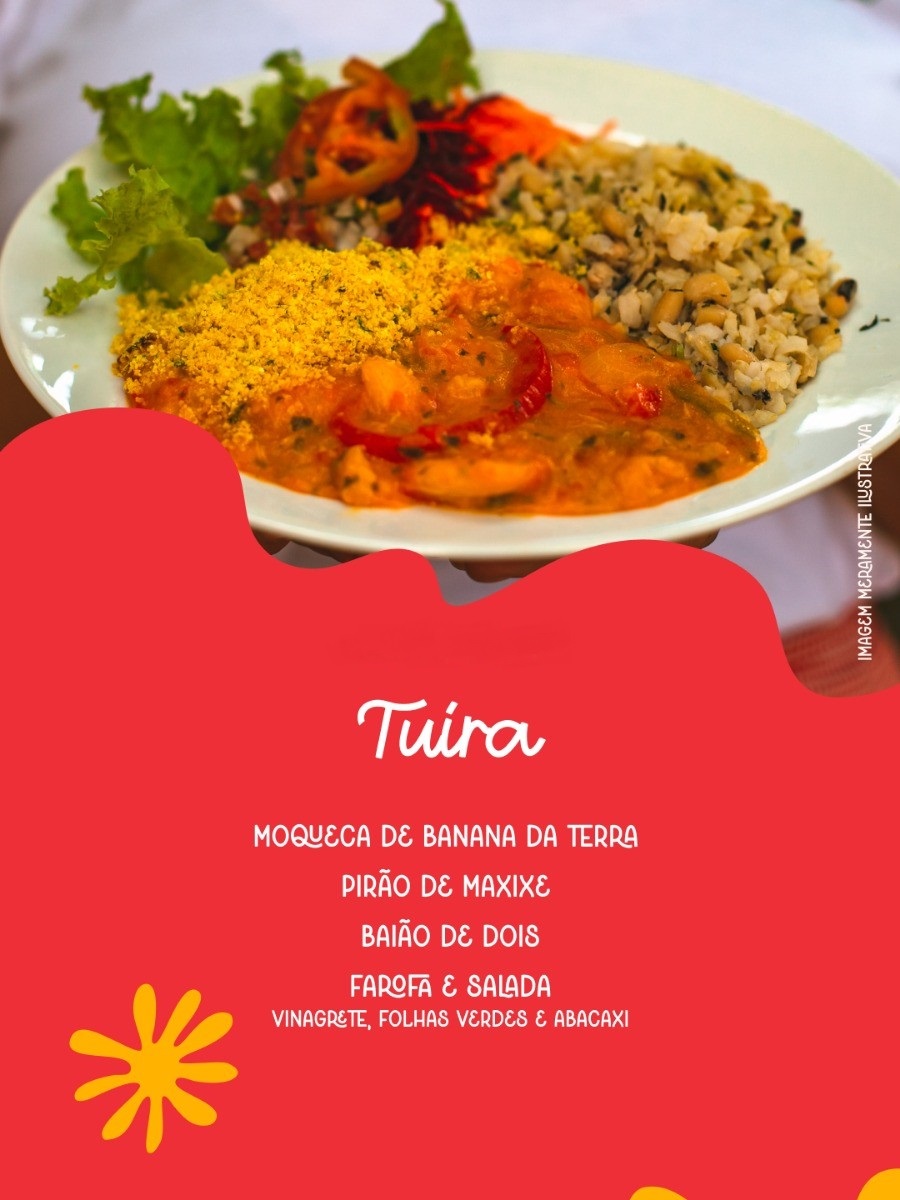 IMAGEM MERAMENTE ILUSTRATIVA
Tuíra
MOQUECA DE BANANA DA TERRA
PIRÃO DE MAXIXE
BAIÃO DE DOIS
FAROFA E SALADA
VINAGRETE, FOLHAS VERDES E ABACAXI